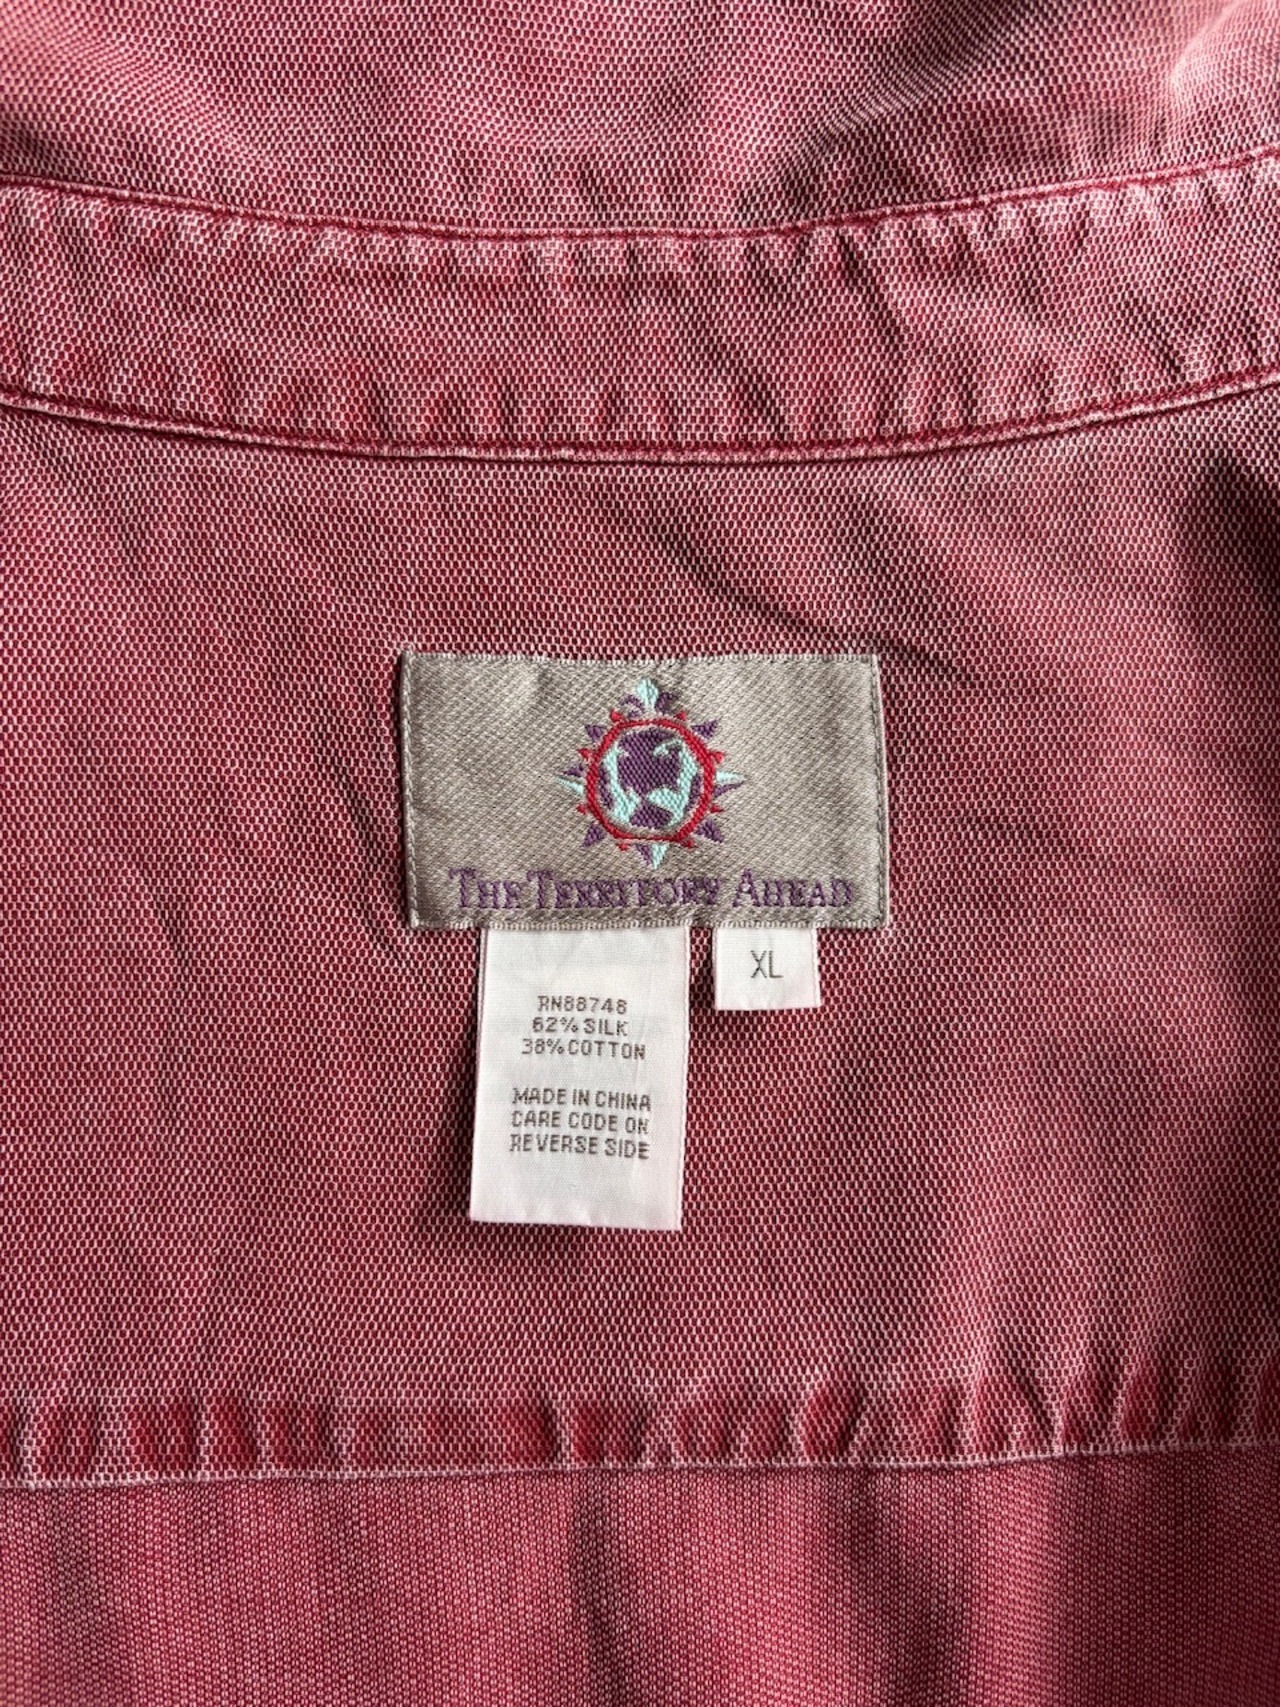 THE TERRITORY AHEAD
XL
RN88748
62% SILK
38% COTTON
MADE IN CHINA
CARE CODE ON
REVERSE SIDE